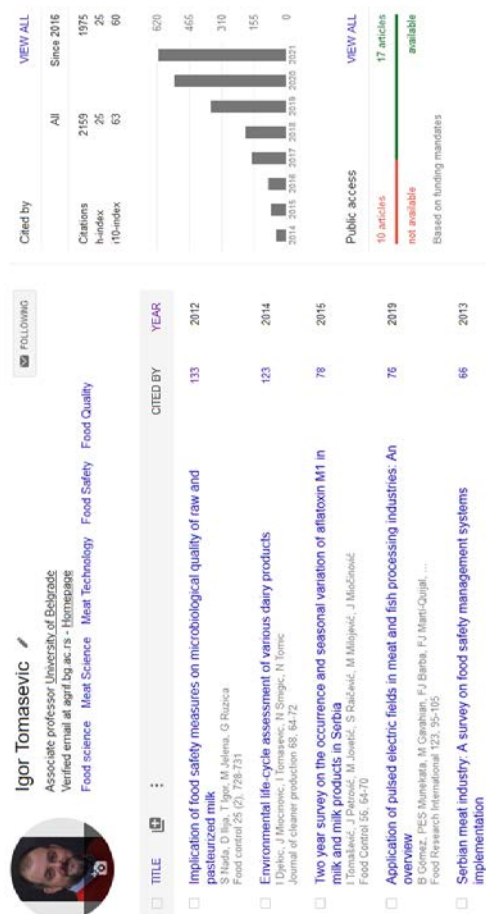 Igor Tomasevic
FOLLOWING
Associate professor University of Belgrade
Verified email at agrif.bg.ac.rs - Homepage
Food science Meat Science Meat Technology Food Safety Food Quality
TITLE
CITED BY
YEAR
Implication of food safety measures on microbiological quality of raw and
pasteurized milk
S Nada, D Ilija, T Igor, M Jelena, G Ruzica
Food control 25 (2), 728-731
133
2012
Environmental life-cycle assessment of various dairy products
I Djekic, J Miocinovic, I Tomasevic, N Smigic, N Tomic
Journal of cleaner production 68, 64-72
123
2014
Two year survey on the occurrence and seasonal variation of aflatoxin M1 in
milk and milk products in Serbia
I Tomašević, J Petrović, M Jovetić, S Raičević, M Milojević, J Miočinović
Food Control 56, 64-70
78
2015
Application of pulsed electric fields in meat and fish processing industries: An
overview
B Gómez, PES Munekata, M Gavahian, FJ Barba, FJ Martí-Quijal, ...
Food Research International 123, 95-105
76
2019
Serbian meat industry: A survey on food safety management systems
implementation
66
2013
Cited by
VIEW ALL
All
Since 2016
Citations 2159 1975
h-index 25 25
i10-index 63 60
620
465
310
155
0
2014 2015 2016 2017 2018 2019 2020 2021
Public access
VIEW ALL
10 articles
17 articles
not available
available
Based on funding mandates